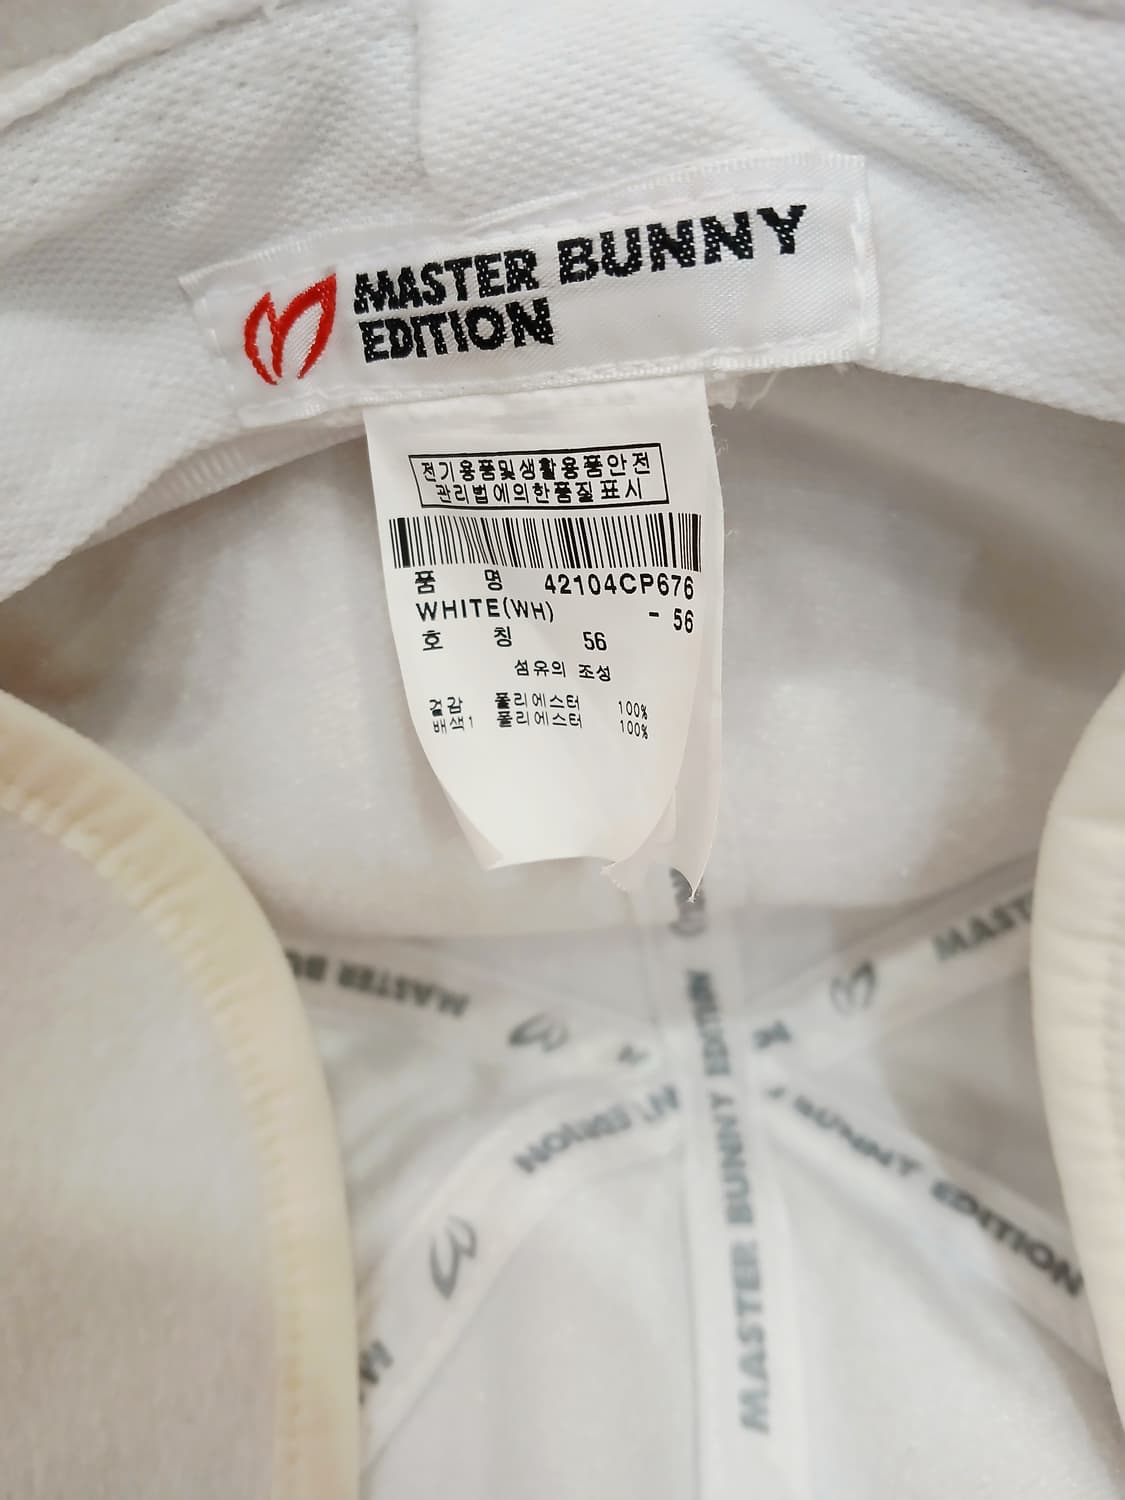 MASTER BUNNY
EDITION
전기용품및생활용품안전
관리법에의한품질표시
품 명 42104CP676
WHITE(WH) - 56
호 칭 56
섬유의 조성
겉감 폴리에스터 100%
배색1 폴리에스터 100%
MASTER BU
MAST
EDITION
BUNNY EDITION
MASTER BUNNY EDITION